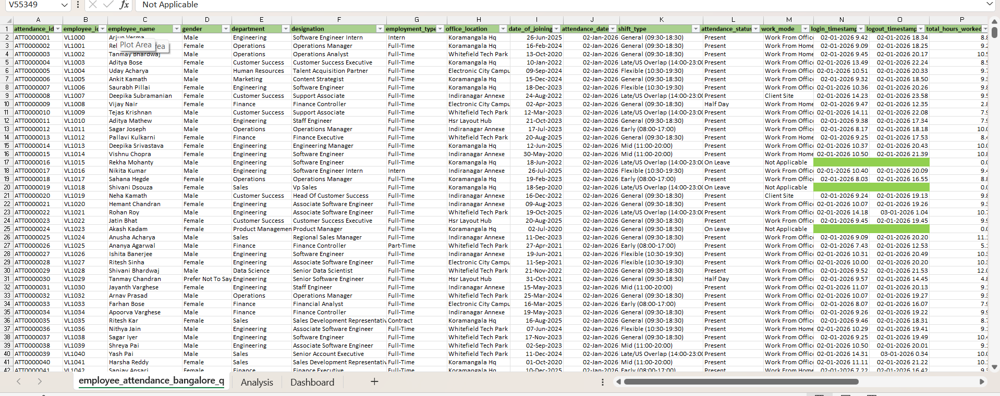 V55349 fx Not Applicable
A B C D E F G H I J K L M N O P
1 attendance_id employee_id employee_name gender department designation employment_type office_location date_of_joining attendance_date shift_type attendance_status work_mode login_timestamp logout_timestamp total_hours_worked
2 ATT0000001 VL1000 Arjun Verma Male Engineering Software Engineer Intern Intern Koramangala Hq 26-Jun-2025 02-Jan-2026 General (09:30-18:30) Present Work From Offic 02-01-2026 9.42 02-01-2026 18.34 8.8
3 ATT0000002 VL1001 Rel Female Operations Operations Manager Full-Time Koramangala Hq 16-Feb-2024 02-Jan-2026 General (09:30-18:30) Present Work From Home 02-01-2026 9.09 02-01-2026 18.25 9.2
Plot Area rea
4 ATT0000003 VL1002 Tanmay Bhardwaj Male Operations Operations Analyst Full-Time Whitefield Tech Park 13-Oct-2020 02-Jan-2026 General (09:30-18:30) Present Work From Home 02-01-2026 9.45 02-01-2026 20.17 10.5
5 ATT0000004 VL1003 Aditya Bose Female Customer Success Customer Success Executive Full-Time Koramangala Hq 10-Jan-2022 02-Jan-2026 Late/US Overlap (14:00-23:00 Present Work From Offic 02-01-2026 13.49 02-01-2026 22.24 8.5
6 ATT0000005 VL1004 Uday Acharya Male Human Resources Talent Acquisition Partner Full-Time Electronic City Campu 09-Sep-2024 02-Jan-2026 Flexible (10:30-19:30) Present Work From Offic 02-01-2026 10.51 02-01-2026 20.33 9.7
7 ATT0000006 VL1005 Ankit Kamath Male Marketing Content Strategist Full-Time Koramangala Hq 15-Dec-2024 02-Jan-2026 General (09:30-18:30) Present Work From Offic 02-01-2026 9.32 02-01-2026 18.50 9.3
8 ATT0000007 VL1006 Saurabh Pillai Female Engineering Software Engineer Full-Time Koramangala Hq 18-Dec-2023 02-Jan-2026 Flexible (10:30-19:30) Present Work From Offic 02-01-2026 10.36 02-01-2026 20.26 9.8
9 ATT0000008 VL1007 Deepika Subramanian Female Customer Success Support Associate Full-Time Indiranagar Annexe 24-Aug-2022 02-Jan-2026 Late/US Overlap (14:00-23:00 Present Client Site 02-01-2026 14.23 02-01-2026 23.58 9.5
10 ATT0000009 VL1008 Vijay Nair Female Finance Finance Controller Full-Time Electronic City Campu 02-Apr-2023 02-Jan-2026 General (09:30-18:30) Half Day Work From Home 02-01-2026 9.47 02-01-2026 12.35 2.8
11 ATT0000010 VL1009 Tejas Krishnan Male Customer Success Support Associate Full-Time Whitefield Tech Park 12-Mar-2023 02-Jan-2026 Late/US Overlap (14:00-23:00 Present Work From Offic 02-01-2026 14.11 02-01-2026 22.08 7.9
12 ATT0000011 VL1010 Aditya Mathew Male Engineering Staff Engineer Full-Time Hsr Layout Hub 21-Oct-2023 02-Jan-2026 General (09:30-18:30) Present Work From Offic 02-01-2026 9.38 02-01-2026 17.34 7.9
13 ATT0000012 VL1011 Sagar Joseph Male Operations Operations Manager Full-Time Indiranagar Annexe 17-Jul-2023 02-Jan-2026 Early (08:00-17:00) Present Work From Offic 02-01-2026 8.17 02-01-2026 18.18 10.0
14 ATT0000013 VL1012 Pallavi Kulkarni Female Finance Finance Executive Full-Time Whitefield Tech Park 20-Aug-2025 02-Jan-2026 General (09:30-18:30) Present Work From Home 02-01-2026 9.25 02-01-2026 17.53 8.4
15 ATT0000014 VL1013 Deepika Srivastava Female Engineering Engineering Manager Full-Time Koramangala Hq 12-Jun-2025 02-Jan-2026 Mid (11:00-20:00) Present Work From Offic 02-01-2026 10.37 02-01-2026 20.43 10.0
16 ATT0000015 VL1014 Vishnu Chopra Female Engineering Software Engineer Full-Time Indiranagar Annexe 30-May-2020 02-Jan-2026 Mid (11:00-20:00) Present Work From Home 02-01-2026 10.50 02-01-2026 21.39 10.8
17 ATT0000016 VL1015 Rekha Mohanty Male Engineering Software Engineer Full-Time Koramangala Hq 18-Jun-2022 02-Jan-2026 Late/US Overlap (14:00-23:00 On Leave Not Applicable 0.0
18 ATT0000017 VL1016 Nikita Kumar Male Engineering Software Engineer Intern Intern Indiranagar Annexe 26-Jul-2025 02-Jan-2026 Flexible (10:30-19:30) Present Work From Offic 02-01-2026 10.40 02-01-2026 20.09 9.4
19 ATT0000018 VL1017 Sahana Hegde Female Operations Operations Manager Full-Time Koramangala Hq 19-Feb-2023 02-Jan-2026 Early (08:00-17:00) Present Work From Offic 02-01-2026 8.03 02-01-2026 16.55 8.8
20 ATT0000019 VL1018 Shivani Dsouza Female Sales Vp Sales Full-Time Koramangala Hq 18-Sep-2020 02-Jan-2026 Late/US Overlap (14:00-23:00 On Leave Not Applicable 0.0
21 ATT0000020 VL1019 Neha Kamath Male Customer Success Head Of Customer Success Full-Time Indiranagar Annexe 16-Dec-2022 02-Jan-2026 General (09:30-18:30) Present Client Site 02-01-2026 9.24 02-01-2026 19.13 9.8
22 ATT0000021 VL1020 Hemant Chandran Female Engineering Associate Software Engineer Full-Time Indiranagar Annexe 09-Aug-2023 02-Jan-2026 General (09:30-18:30) Present Work From Offic 02-01-2026 10.07 02-01-2026 19.26 9.3
23 ATT0000022 VL1021 Rohan Roy Male Engineering Associate Software Engineer Full-Time Whitefield Tech Park 19-Oct-2025 02-Jan-2026 Late/US Overlap (14:00-23:00 Present Work From Offic 02-01-2026 14.18 03-01-2026 1.04 10.7
24 ATT0000023 VL1022 Jatin Bhat Female Customer Success Customer Success Executive Full-Time Hsr Layout Hub 20-Aug-2025 02-Jan-2026 General (09:30-18:30) Present Work From Offic 02-01-2026 9.45 02-01-2026 19.45 9.9
25 ATT0000024 VL1023 Akash Kadam Female Product Managemen Product Manager Full-Time Koramangala Hq 02-Jul-2020 02-Jan-2026 General (09:30-18:30) On Leave Not Applicable 0.0
26 ATT0000025 VL1024 Anusha Acharya Male Sales Regional Sales Manager Full-Time Indiranagar Annexe 11-Dec-2023 02-Jan-2026 General (09:30-18:30) Present Work From Offic 02-01-2026 9.09 02-01-2026 20.20 11.1
27 ATT0000026 VL1025 Ananya Agarwal Male Finance Finance Controller Part-Time Whitefield Tech Park 27-Apr-2021 02-Jan-2026 Early (08:00-17:00) Present Work From Offic 02-01-2026 7.43 02-01-2026 12.53 5.1
28 ATT0000027 VL1026 Ishita Banerjee Male Engineering Software Engineer Full-Time Indiranagar Annexe 19-Jun-2021 02-Jan-2026 Flexible (10:30-19:30) Present Work From Offic 02-01-2026 10.31 02-01-2026 20.49 10.3
29 ATT0000028 VL1027 Ritesh Sinha Female Engineering Associate Software Engineer Full-Time Electronic City Campu 11-Sep-2021 02-Jan-2026 Flexible (10:30-19:30) Present Work From Offic 02-01-2026 10.00 02-01-2026 20.20 10.3
30 ATT0000029 VL1028 Shivani Bhardwaj Male Data Science Senior Data Scientist Full-Time Whitefield Tech Park 21-Nov-2022 02-Jan-2026 General (09:30-18:30) Present Work From Offic 02-01-2026 9.52 02-01-2026 21.53 12.0
31 ATT0000030 VL1029 Tanmay Chandran Prefer Not To Say Engineering Senior Software Engineer Full-Time Hsr Layout Hub 31-Oct-2021 02-Jan-2026 General (09:30-18:30) Half Day Work From Offic 02-01-2026 9.57 02-01-2026 14.45 4.8
32 ATT0000031 VL1030 Jayanth Varghese Female Engineering Staff Engineer Full-Time Indiranagar Annexe 15-May-2023 02-Jan-2026 Mid (11:00-20:00) Present Work From Offic 02-01-2026 11.07 02-01-2026 20.13 9.1
33 ATT0000032 VL1032 Arnav Prasad Male Operations Operations Manager Full-Time Indiranagar Annexe 25-Mar-2024 02-Jan-2026 General (09:30-18:30) Present Work From Offic 02-01-2026 10.07 02-01-2026 19.27 9.3
34 ATT0000033 VL1033 Farhan Bose Female Finance Financial Analyst Full-Time Electronic City Campu 16-Mar-2025 02-Jan-2026 Early (08:00-17:00) Present Work From Offic 02-01-2026 8.07 02-01-2026 16.07 7.9
35 ATT0000034 VL1034 Apoorva Varghese Male Finance Finance Controller Full-Time Indiranagar Annexe 19-May-2023 02-Jan-2026 General (09:30-18:30) Present Work From Offic 02-01-2026 9.26 02-01-2026 19.22 9.9
36 ATT0000035 VL1035 Ritesh Kar Female Sales Sales Development Representativ Contract Koramangala Hq 16-Aug-2025 02-Jan-2026 General (09:30-18:30) Present Work From Offic 02-01-2026 9.46 02-01-2026 18.31 8.7
37 ATT0000036 VL1036 Nithya Jain Male Engineering Associate Software Engineer Full-Time Whitefield Tech Park 07-Jun-2024 02-Jan-2026 Flexible (10:30-19:30) Present Work From Home 02-01-2026 10.29 02-01-2026 19.41 9.1
38 ATT0000037 VL1038 Sagar Iyer Male Engineering Software Engineer Full-Time Whitefield Tech Park 17-Nov-2023 02-Jan-2026 General (09:30-18:30) Present Work From Offic 02-01-2026 9.25 02-01-2026 19.49 10.4
39 ATT0000038 VL1039 Shreya Pai Male Engineering Associate Software Engineer Full-Time Whitefield Tech Park 02-Sep-2023 02-Jan-2026 Mid (11:00-20:00) Present Work From Offic 02-01-2026 10.50 02-01-2026 20.01 9.1
40 ATT0000039 VL1040 Yash Pai Male Sales Senior Account Executive Full-Time Whitefield Tech Park 11-Dec-2024 02-Jan-2026 Late/US Overlap (14:00-23:00 Present Work From Offic 02-01-2026 14.31 03-01-2026 0.34 10.0
41 ATT0000040 VL1041 Harsha Reddy Female Sales Sales Development Representativ Full-Time Koramangala Hq 01-Oct-2020 02-Jan-2026 Mid (11:00-20:00) Present Work From Offic 02-01-2026 11.11 02-01-2026 21.22 10.1
42 ATT0000041 VL1042 Sanjay Ansari Female Finance Finance Executive Full-Time Koramangala Hq 10-Dec-2023 02-Jan-2026 Early (08:00-17:00) Present Work From Home 02-01-2026 7.22 02-01-2026 16.42 9.3
employee_attendance_bangalore_q Analysis Dashboard +